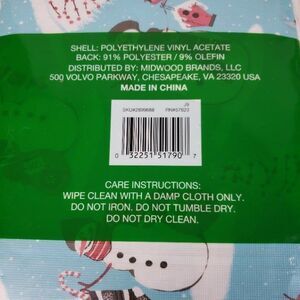 SHELL: POLYETHYLENE VINYL ACETATE
BACK: 91% POLYESTER / 9% OLEFIN
DISTRIBUTED BY: MIDWOOD BRANDS, LLC
500 VOLVO PARKWAY, CHESAPEAKE, VA 23320 USA
MADE IN CHINA
0 32251 51790 7
CARE INSTRUCTIONS:
WIPE CLEAN WITH A DAMP CLOTH ONLY.
DO NOT IRON. DO NOT TUMBLE DRY.
DO NOT DRY CLEAN.